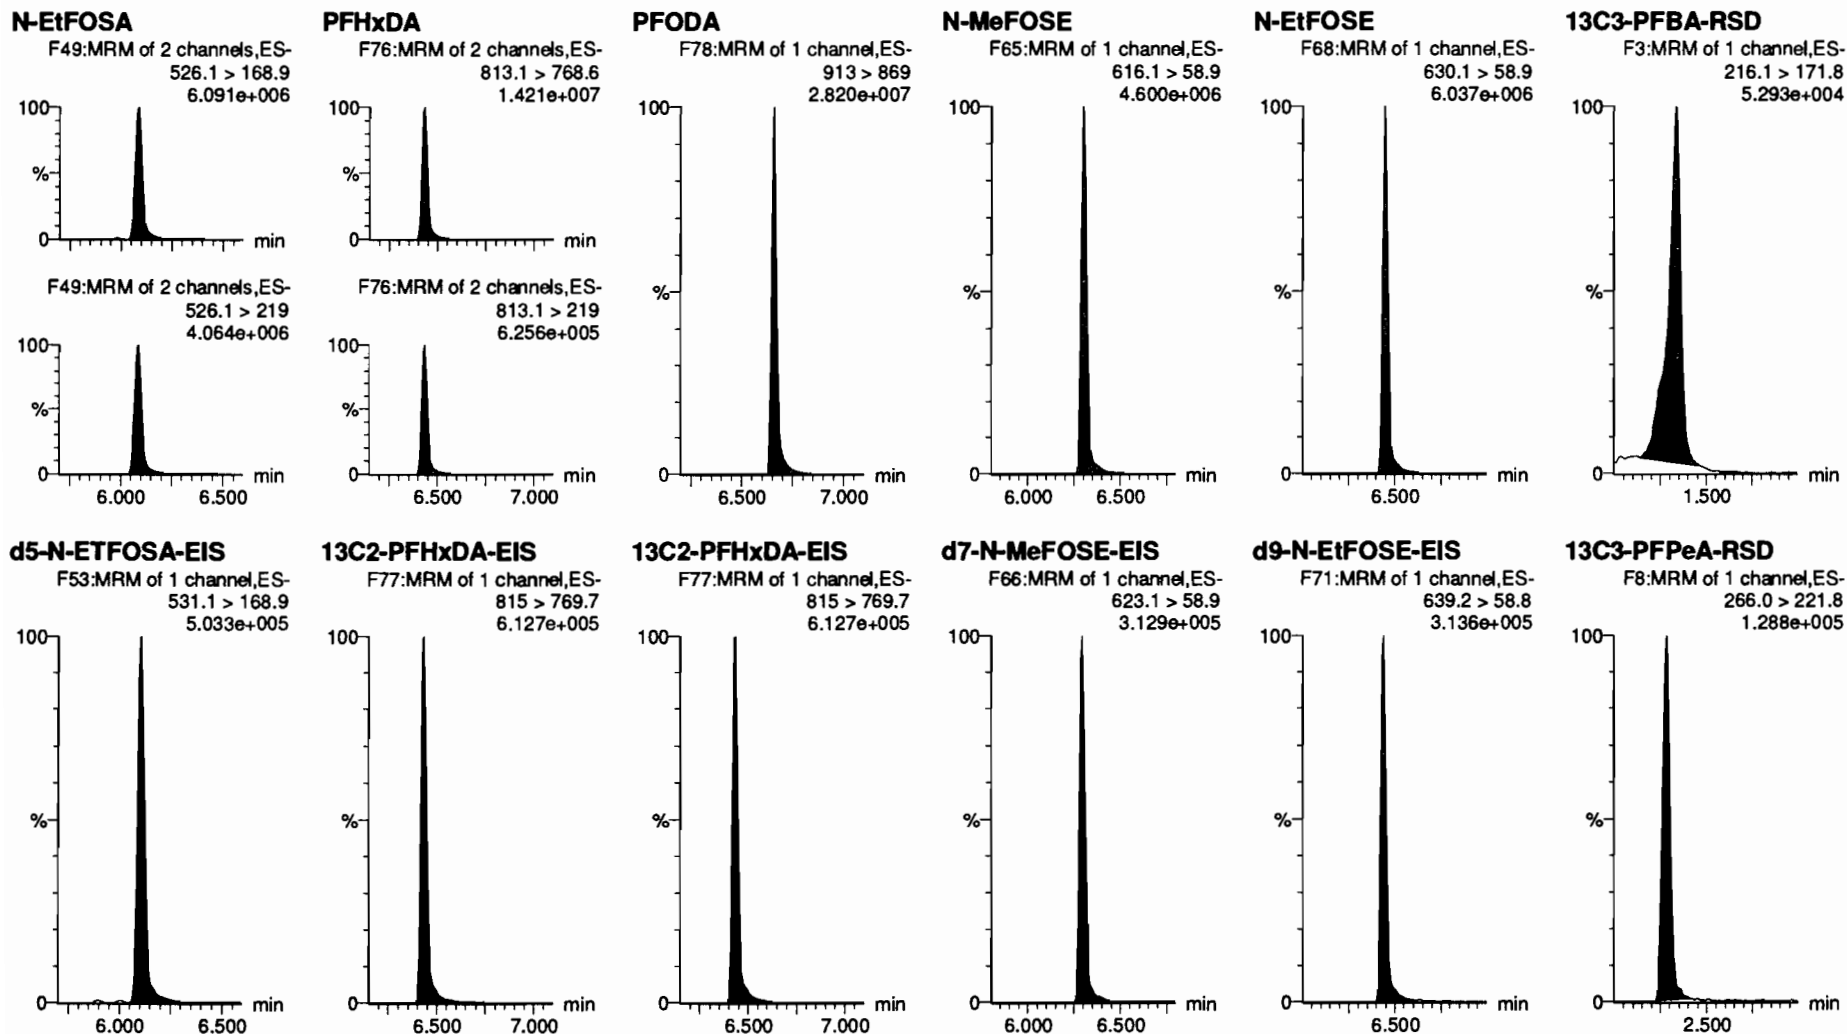 N-EtFOSA
F49:MRM of 2 channels,ES-
526.1 > 168.9
6.091e+006
100
%
0
min
F49:MRM of 2 channels,ES-
526.1 > 219
4.064e+006
100
%
0
min
6.000
6.500
PFHxDA
F76:MRM of 2 channels,ES-
813.1 > 768.6
1.421e+007
100
%
0
min
F76:MRM of 2 channels,ES-
813.1 > 219
6.256e+005
100
%
0
min
6.500
7.000
PFODA
F78:MRM of 1 channel,ES-
913 > 869
2.820e+007
100
%
0
min
6.500
7.000
N-MeFOSE
F65:MRM of 1 channel,ES-
616.1 > 58.9
4.600e+006
100
%
0
min
6.000
6.500
N-EtFOSE
F68:MRM of 1 channel,ES-
630.1 > 58.9
6.037e+006
100
%
0
min
6.500
13C3-PFBA-RSD
F3:MRM of 1 channel,ES-
216.1 > 171.8
5.293e+004
100
%
0
min
1.500
d5-N-ETFOSA-EIS
F53:MRM of 1 channel,ES-
531.1 > 168.9
5.033e+005
100
%
0
min
6.000
6.500
13C2-PFHxDA-EIS
F77:MRM of 1 channel,ES-
815 > 769.7
6.127e+005
100
%
0
min
6.500
7.000
13C2-PFHxDA-EIS
F77:MRM of 1 channel,ES-
815 > 769.7
6.127e+005
100
%
0
min
6.500
7.000
d7-N-MeFOSE-EIS
F66:MRM of 1 channel,ES-
623.1 > 58.9
3.129e+005
100
%
0
min
6.000
6.500
d9-N-EtFOSE-EIS
F71:MRM of 1 channel,ES-
639.2 > 58.8
3.136e+005
100
%
0
min
6.500
13C3-PFPeA-RSD
F8:MRM of 1 channel,ES-
266.0 > 221.8
1.288e+005
100
%
0
min
2.500